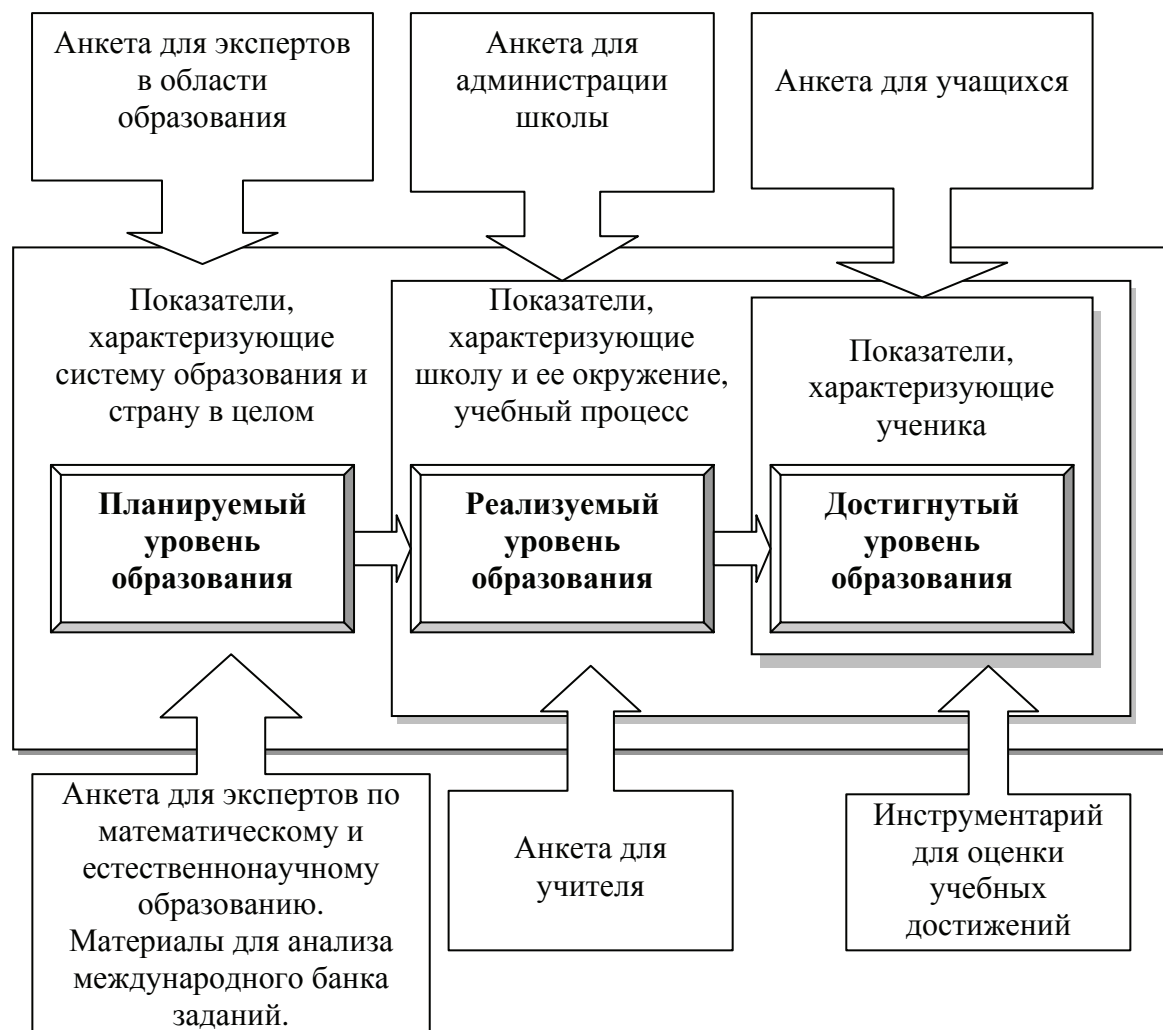 Анкета для экспертов
в области
образования
Анкета для
администрации
школы
Анкета для учащихся
Показатели,
характеризующие
систему образования и
страну в целом
Показатели,
характеризующие
школу и ее окружение,
учебный процесс
Показатели,
характеризующие
ученика
Планируемый
уровень
образования
Реализуемый
уровень
образования
Достигнутый
уровень
образования
Анкета для экспертов по
математическому и
естественнонаучному
образованию.
Материалы для анализа
международного банка
заданий.
Анкета для
учителя
Инструментарий
для оценки
учебных
достижений